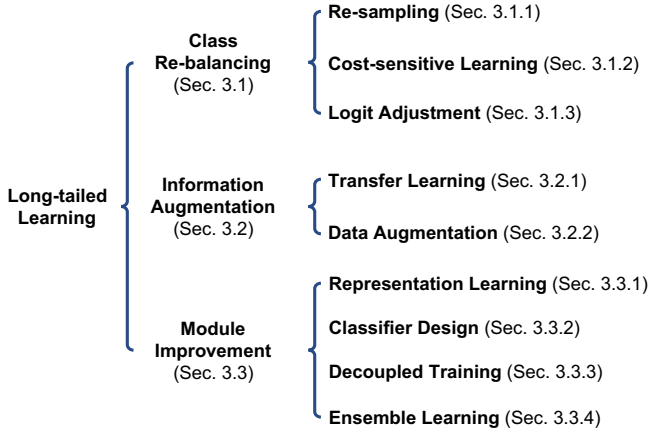 Long-tailed
Learning
Class
Re-balancing
(Sec. 3.1)
Re-sampling (Sec. 3.1.1)
Cost-sensitive Learning (Sec. 3.1.2)
Logit Adjustment (Sec. 3.1.3)
Information
Augmentation
(Sec. 3.2)
Transfer Learning (Sec. 3.2.1)
Data Augmentation (Sec. 3.2.2)
Module
Improvement
(Sec. 3.3)
Representation Learning (Sec. 3.3.1)
Classifier Design (Sec. 3.3.2)
Decoupled Training (Sec. 3.3.3)
Ensemble Learning (Sec. 3.3.4)